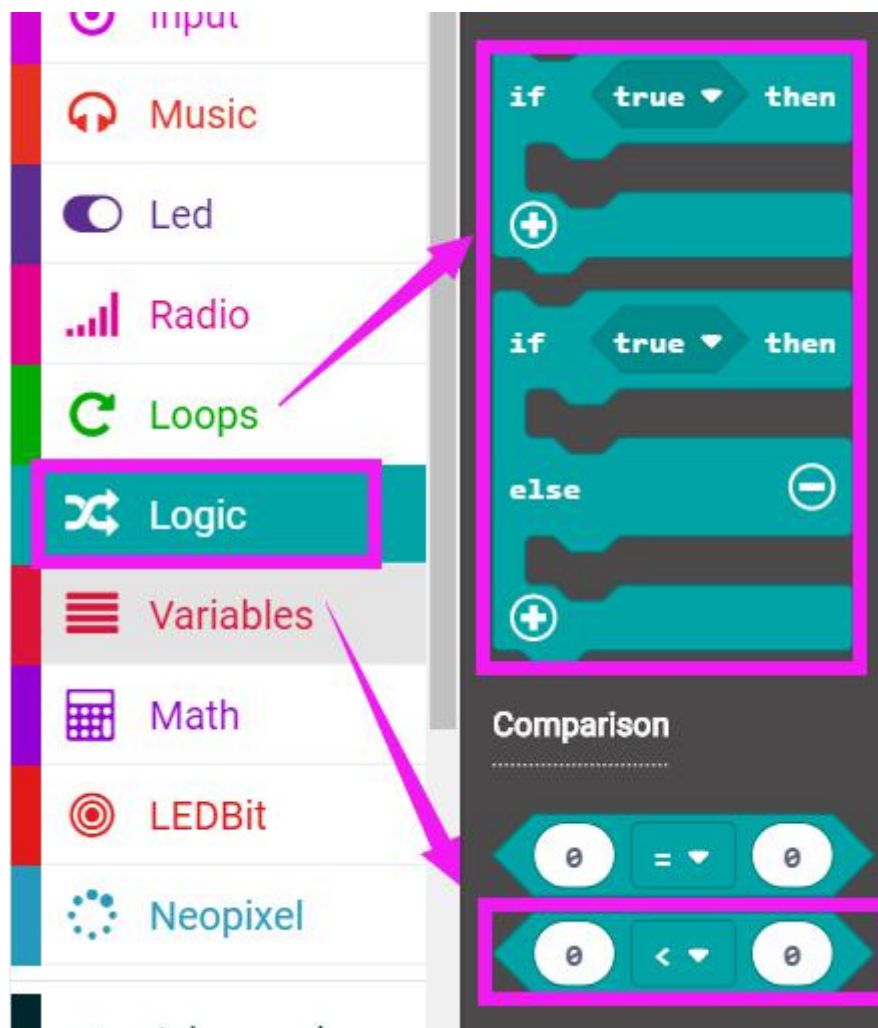 Input
Music
Led
Radio
Loops
Logic
Variables
Math
LEDBit
Neopixel
if true then
if true then
else
Comparison
0 = 0
0 < 0